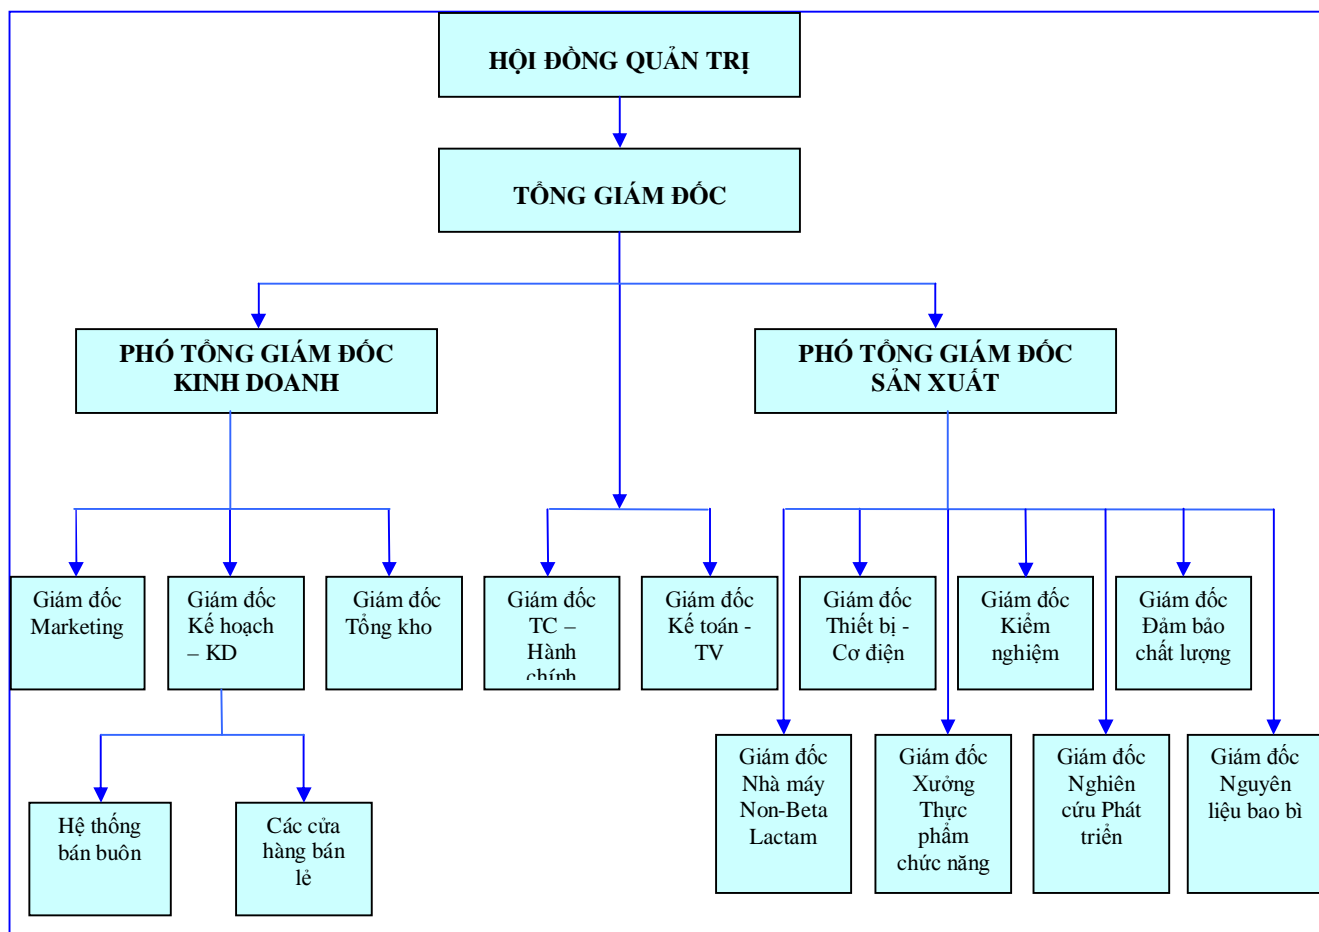 HỘI ĐỒNG QUẢN TRỊ
TỔNG GIÁM ĐỐC
PHÓ TỔNG GIÁM ĐỐC
KINH DOANH
PHÓ TỔNG GIÁM ĐỐC
SẢN XUẤT
Giám đốc
Marketing
Giám đốc
Kế hoạch
– KD
Giám đốc
Tổng kho
Giám đốc
TC –
Hành
chính
Giám đốc
Kế toán -
TV
Giám đốc
Thiết bị -
Cơ điện
Giám đốc
Kiểm
nghiệm
Giám đốc
Đảm bảo
chất lượng
Giám đốc
Nhà máy
Non-Beta
Lactam
Giám đốc
Xưởng
Thực
phẩm
chức năng
Giám đốc
Nghiên
cứu Phát
triển
Giám đốc
Nguyên
liệu bao bì
Hệ thống
bán buôn
Các cửa
hàng bán
lẻ